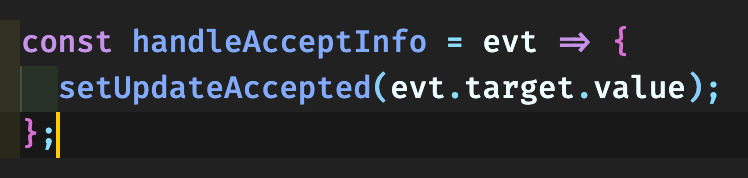 const handleAcceptInfo = evt => {
  setUpdateAccepted(evt.target.value);
};